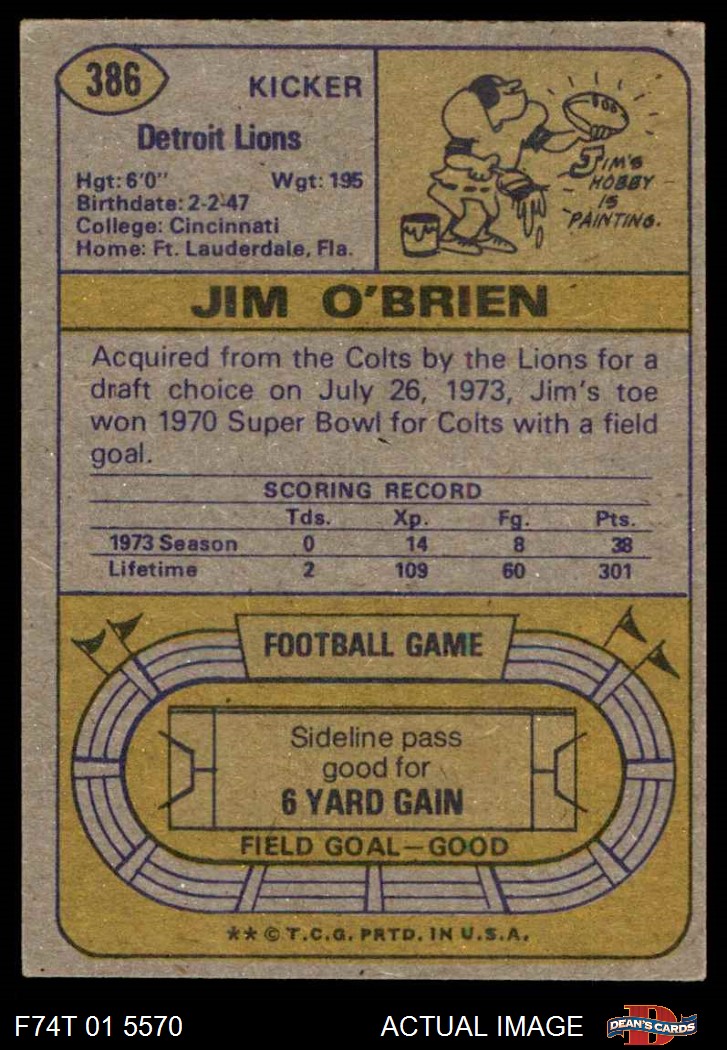 386
KICKER
Detroit Lions
Hgt: 6'0" Wgt: 195
Birthdate: 2-2-47
College: Cincinnati
Home: Ft. Lauderdale, Fla.
JIM'S
HOBBY
IS
PAINTING.
JIM O'BRIEN
Acquired from the Colts by the Lions for a
draft choice on July 26, 1973, Jim's toe
won 1970 Super Bowl for Colts with a field
goal.
SCORING RECORD
Tds. Xp. Fg. Pts.
1973 Season 0 14 8 38
Lifetime 2 109 60 301
FOOTBALL GAME
Sideline pass
good for
6 YARD GAIN
FIELD GOAL—GOOD
** © T.C.G. PRTD. IN U.S.A.
F74T 01 5570 ACTUAL IMAGE
D
DEAN'S CARDS